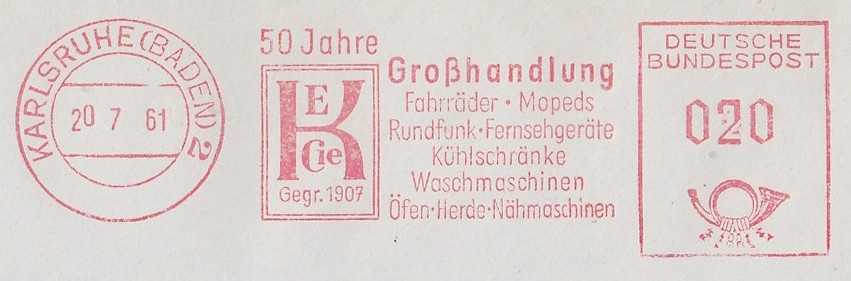 KARLSRUHE (BADEN) 2
20 7 61
50 Jahre
K E Cie
Gegr. 1907
Großhandlung
Fahrräder · Mopeds
Rundfunk · Fernsehgeräte
Kühlschränke
Waschmaschinen
Öfen · Herde · Nähmaschinen
DEUTSCHE
BUNDESPOST
020